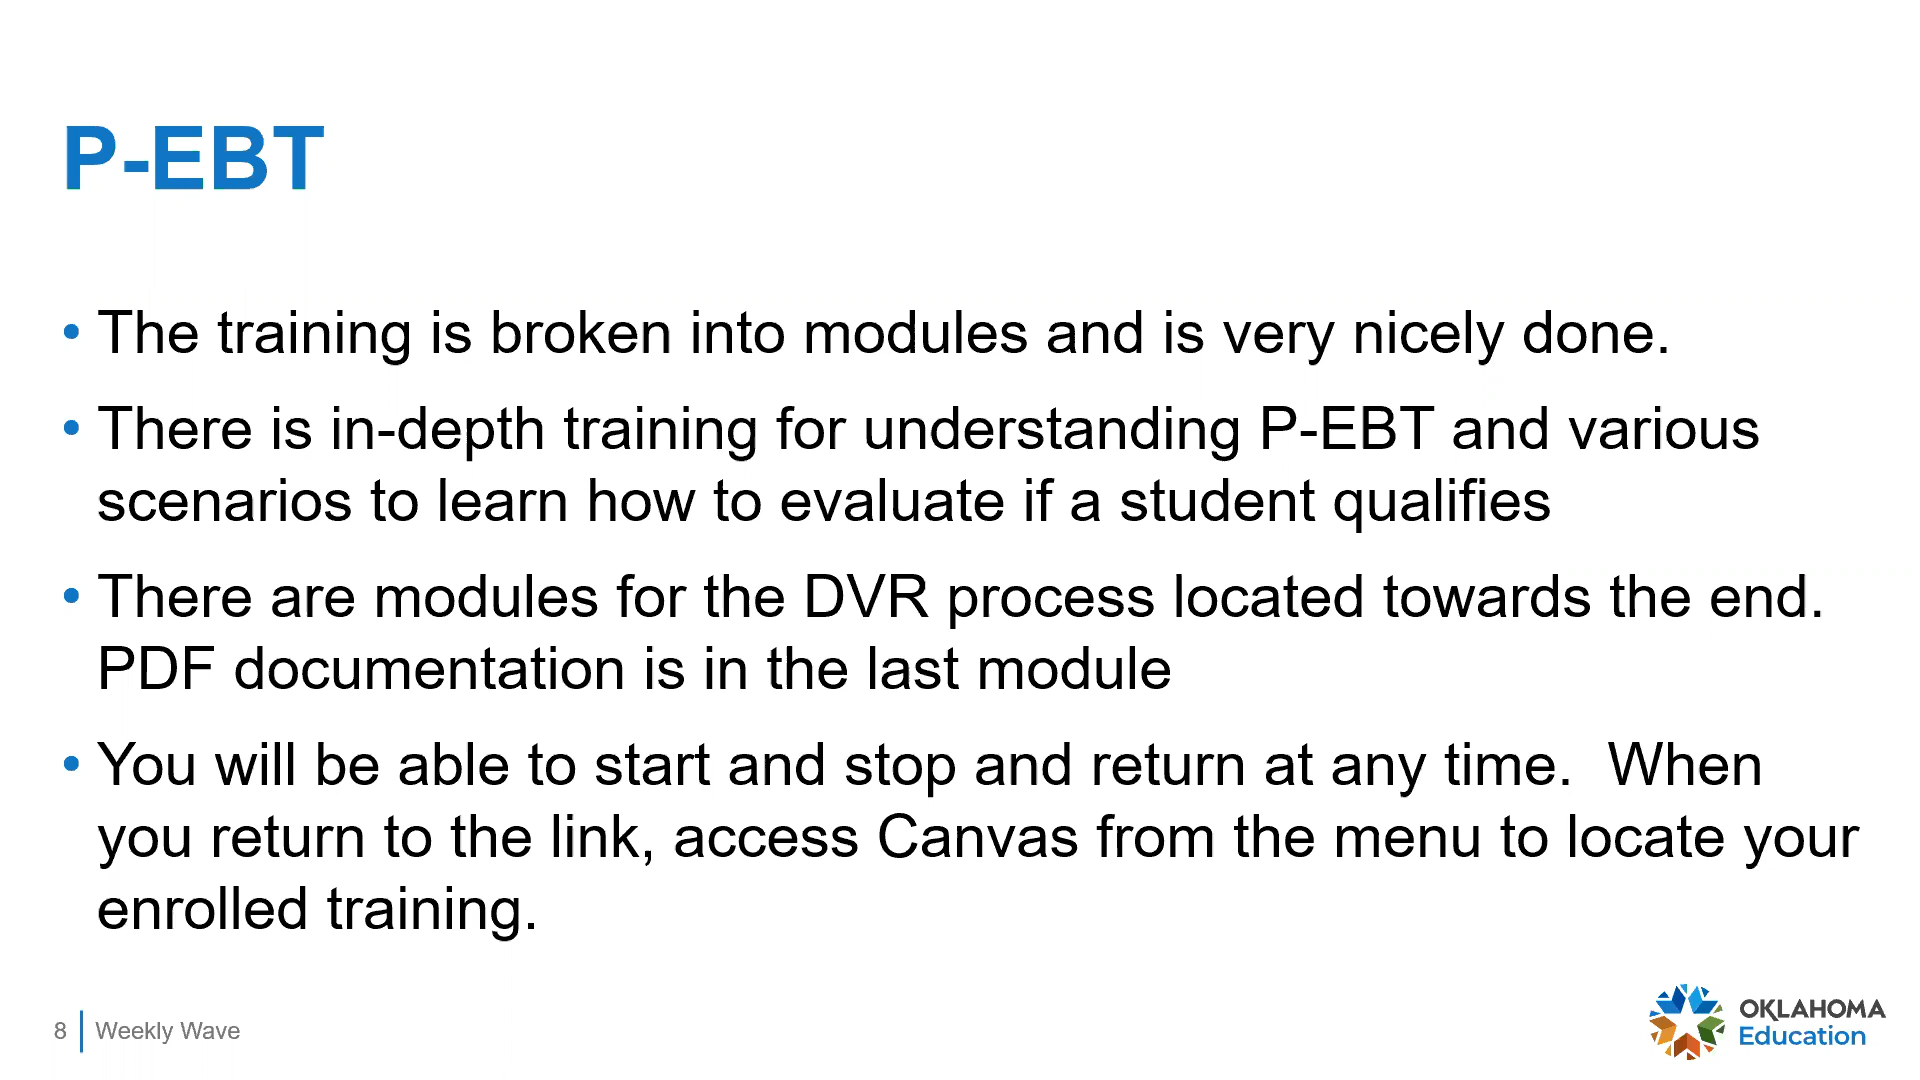 P-EBT
• The training is broken into modules and is very nicely done.
• There is in-depth training for understanding P-EBT and various
scenarios to learn how to evaluate if a student qualifies
• There are modules for the DVR process located towards the end.
PDF documentation is in the last module
• You will be able to start and stop and return at any time.  When
you return to the link, access Canvas from the menu to locate your
enrolled training.
8 | Weekly Wave
OKLAHOMA
Education